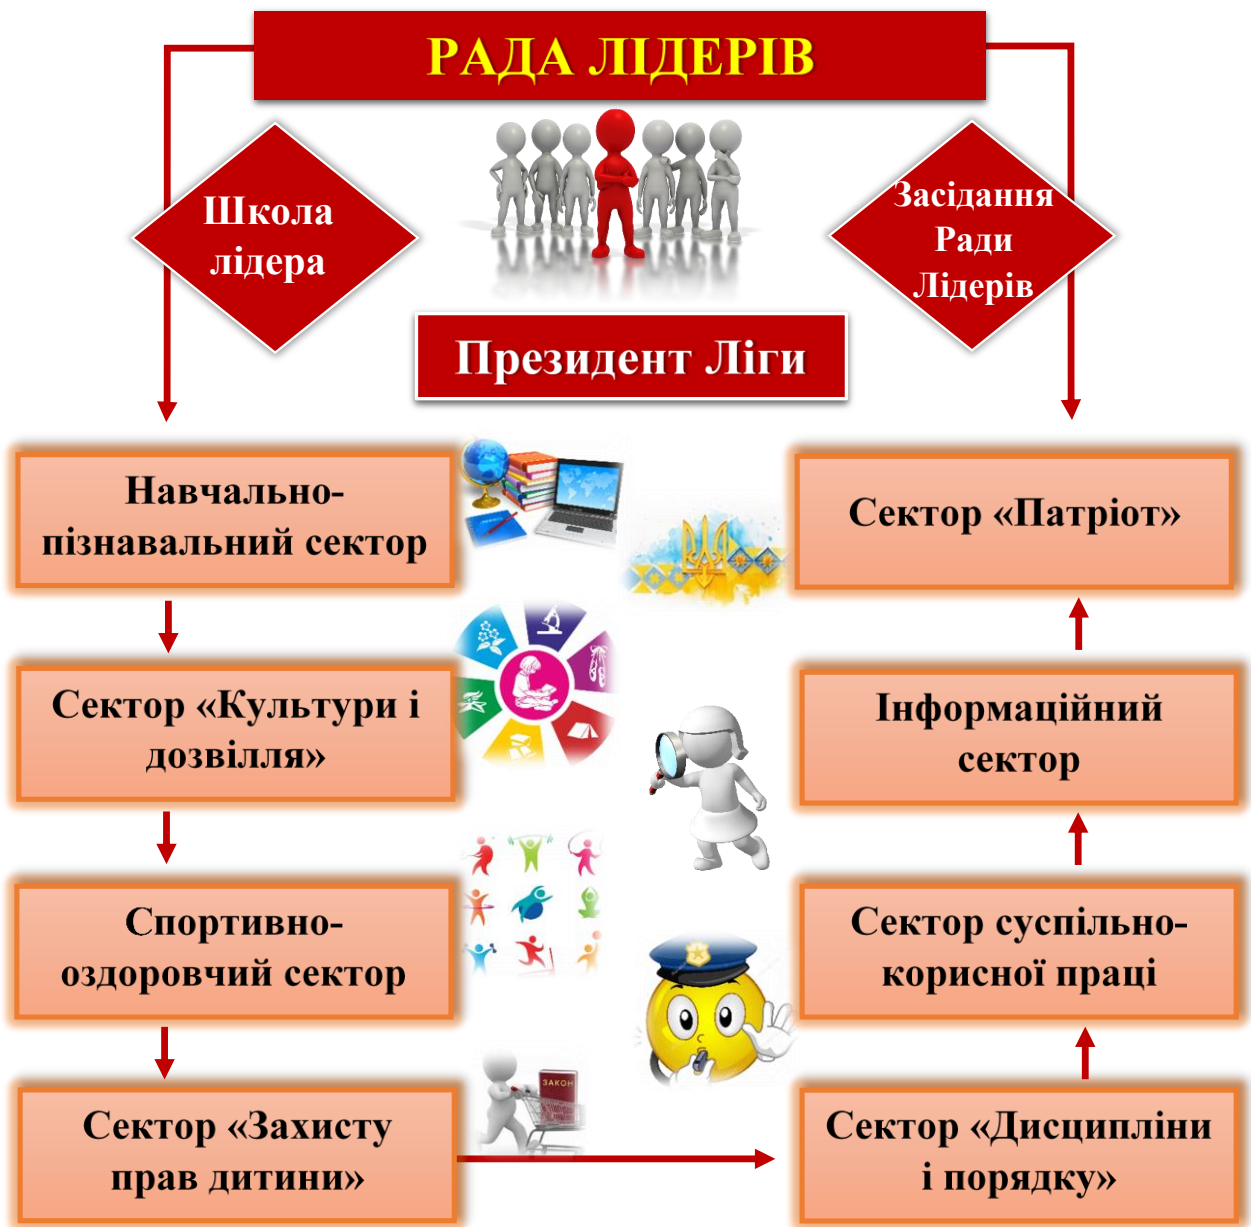 РАДА ЛІДЕРІВ
Школа
лідера
Засідання
Ради
Лідерів
Президент Ліги
Навчально-
пізнавальний сектор
Сектор «Патріот»
Сектор «Культури і
дозвілля»
Інформаційний
сектор
Спортивно-
оздоровчий сектор
Сектор суспільно-
корисної праці
ЗАКОН
Сектор «Захисту
прав дитини»
Сектор «Дисципліни
і порядку»